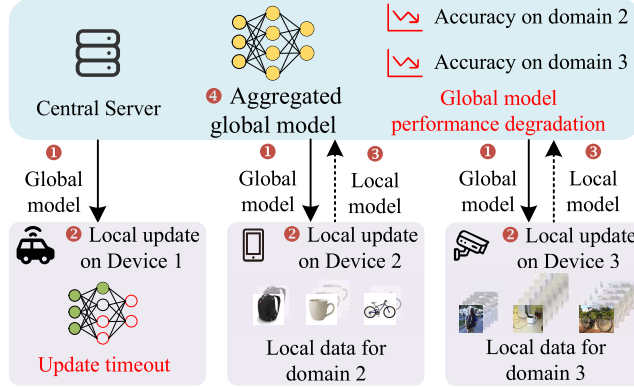 Accuracy on domain 2
Accuracy on domain 3
Central Server
4 Aggregated
global model
Global model
performance degradation
1
Global
model
1
Global
model
3
Local
model
1
Global
model
3
Local
model
2 Local update
on Device 1
Update timeout
2 Local update
on Device 2
Local data for
domain 2
2 Local update
on Device 3
Local data for
domain 3